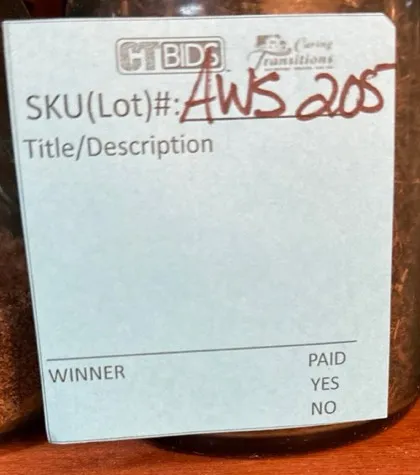 CTBIDS Caring Transitions
SKU(Lot)#: AWS 205
Title/Description
WINNER PAID
YES
NO